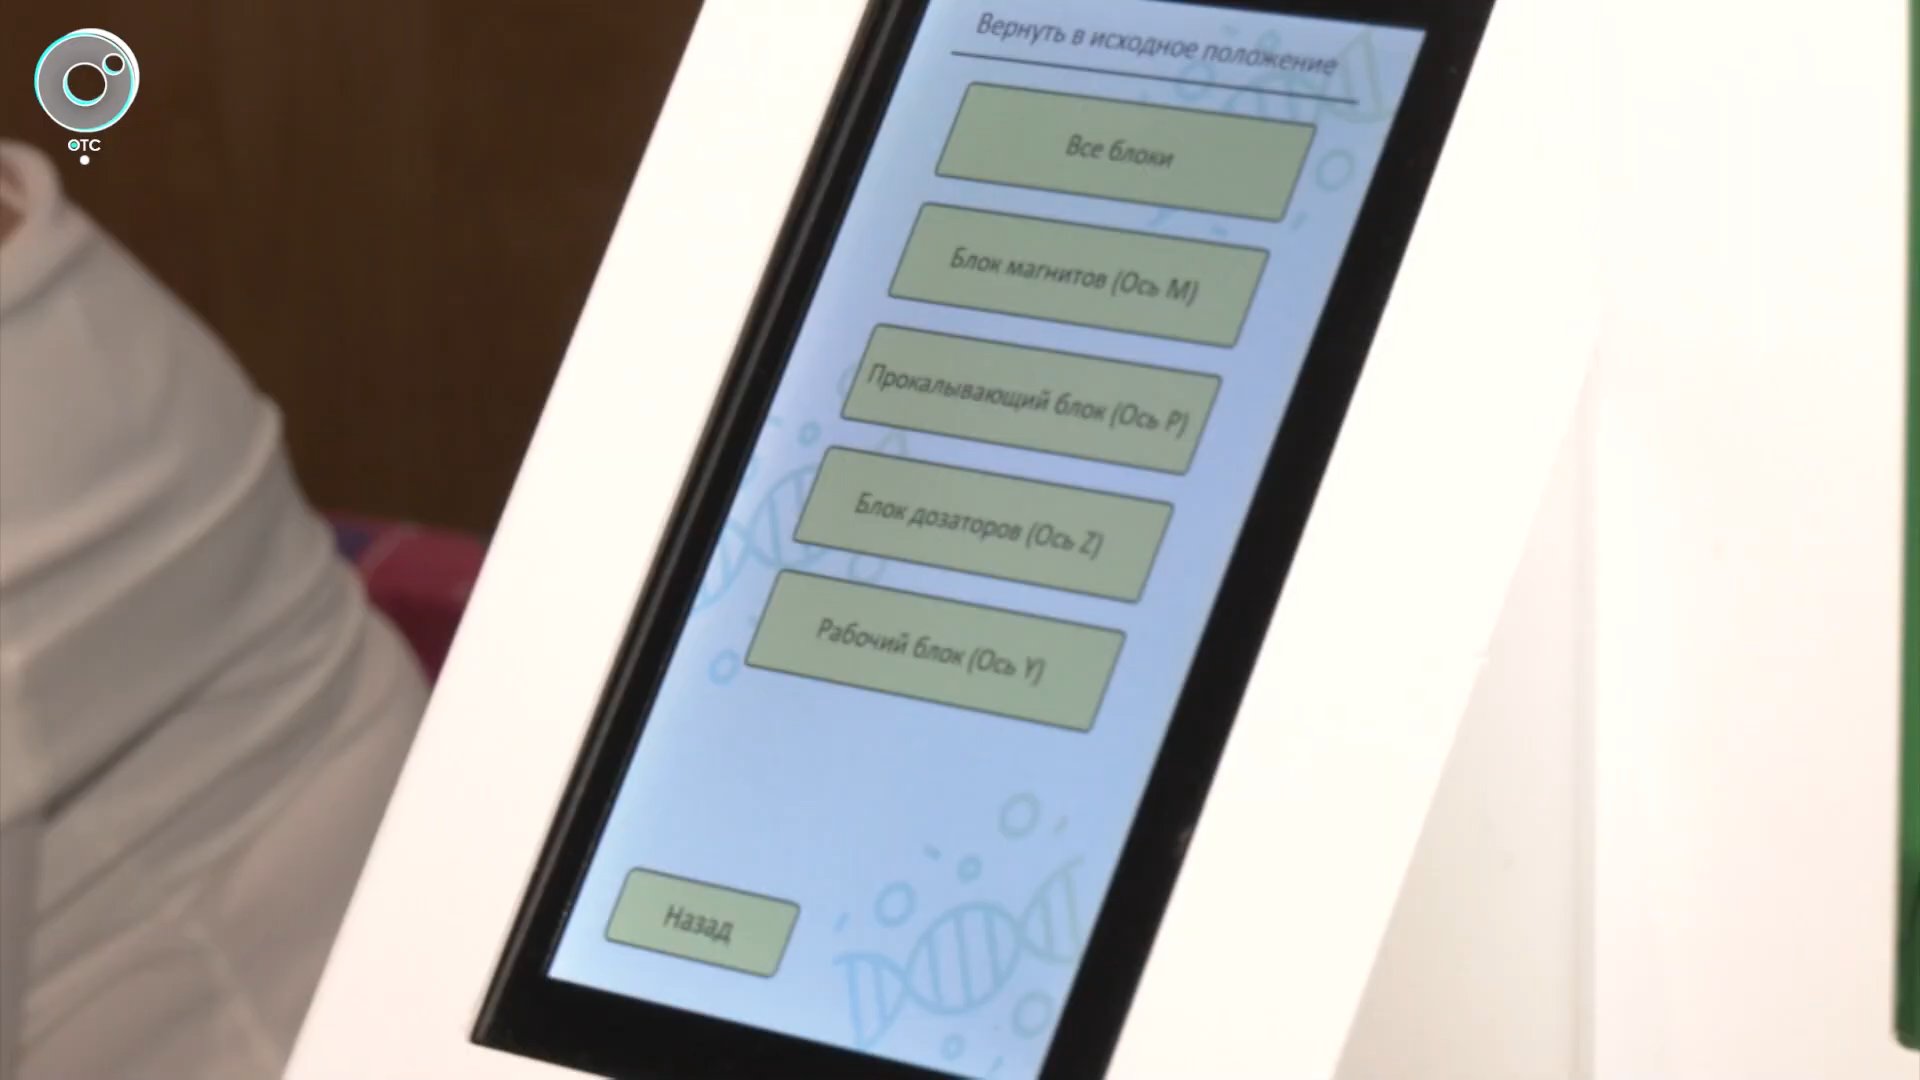 ОТС
Вернуть в исходное положение
Все блоки
Блок магнитов (Ось M)
Прокалывающий блок (Ось P)
Блок дозаторов (Ось Z)
Рабочий блок (Ось Y)
Назад